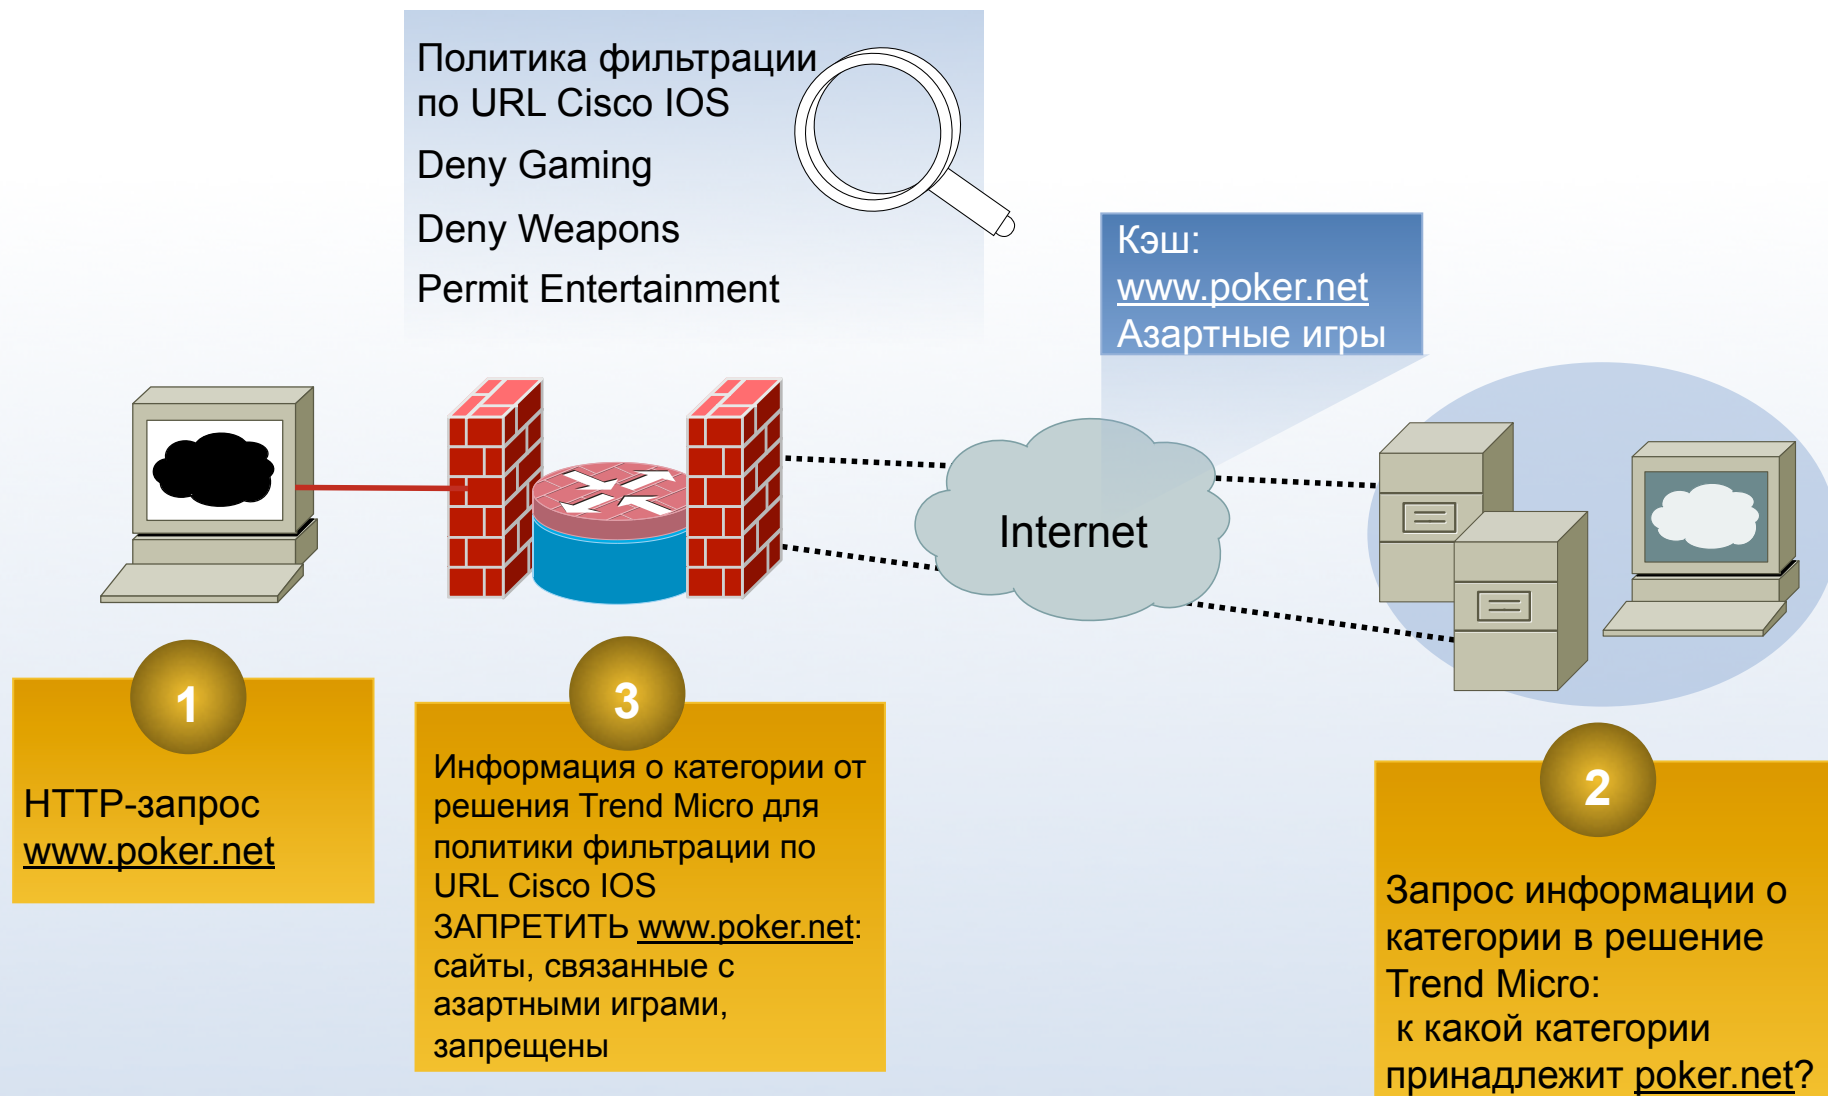 Политика фильтрации
по URL Cisco IOS
Deny Gaming
Deny Weapons
Permit Entertainment
Кэш:
www.poker.net
Азартные игры
Internet
1
HTTP-запрос
www.poker.net
3
Информация о категории от
решения Trend Micro для
политики фильтрации по
URL Cisco IOS
ЗАПРЕТИТЬ www.poker.net:
сайты, связанные с
азартными играми,
запрещены
2
Запрос информации о
категории в решение
Trend Micro:
к какой категории
принадлежит poker.net?